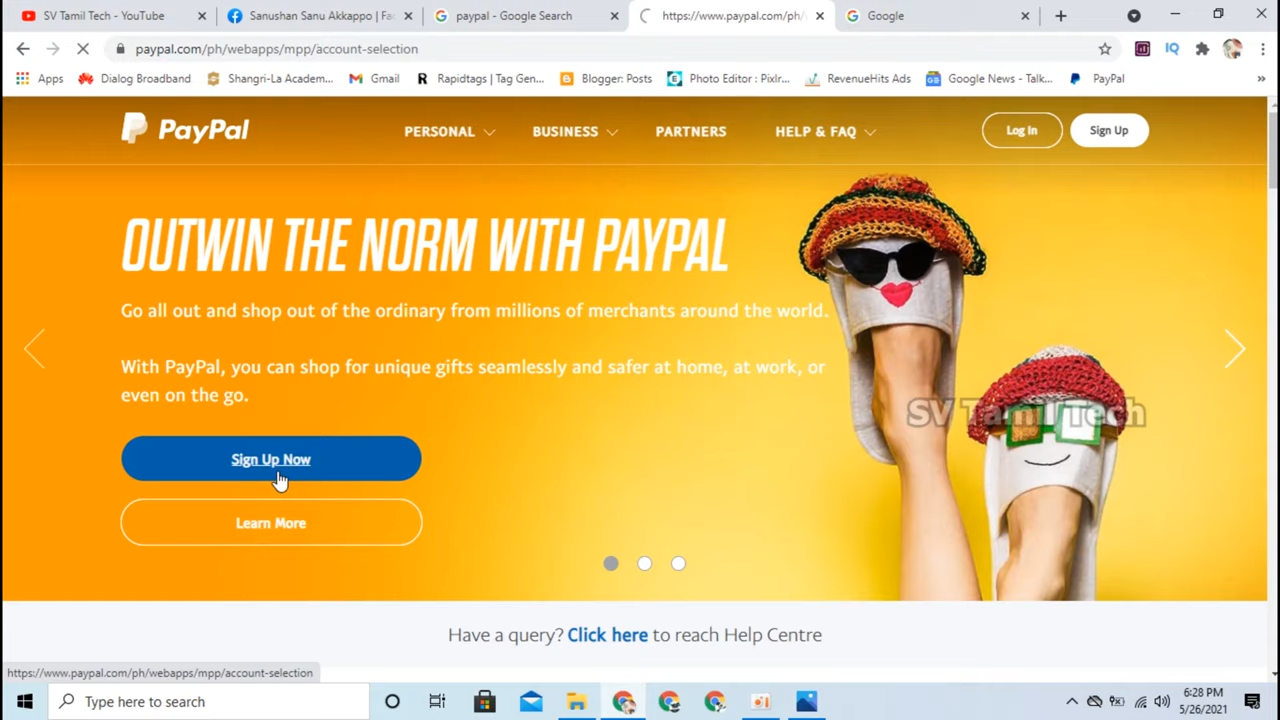 SV Tamil Tech - YouTube
Sanushan Sanu Akkappo | Fac
paypal - Google Search
https://www.paypal.com/ph/
Google
paypal.com/ph/webapps/mpp/account-selection
IQ
Apps
Dialog Broadband
Shangri-La Academ...
Gmail
Rapidtags | Tag Gen...
Blogger: Posts
Photo Editor : Pixlr...
RevenueHits Ads
Google News - Talk...
PayPal
PayPal
PERSONAL
BUSINESS
PARTNERS
HELP & FAQ
Log In
Sign Up
OUTWIN THE NORM WITH PAYPAL
Go all out and shop out of the ordinary from millions of merchants around the world.
With PayPal, you can shop for unique gifts seamlessly and safer at home, at work, or
even on the go.
SV Tamil Tech
Sign Up Now
Learn More
Have a query? Click here to reach Help Centre
https://www.paypal.com/ph/webapps/mpp/account-selection
Type here to search
6:28 PM
5/26/2021